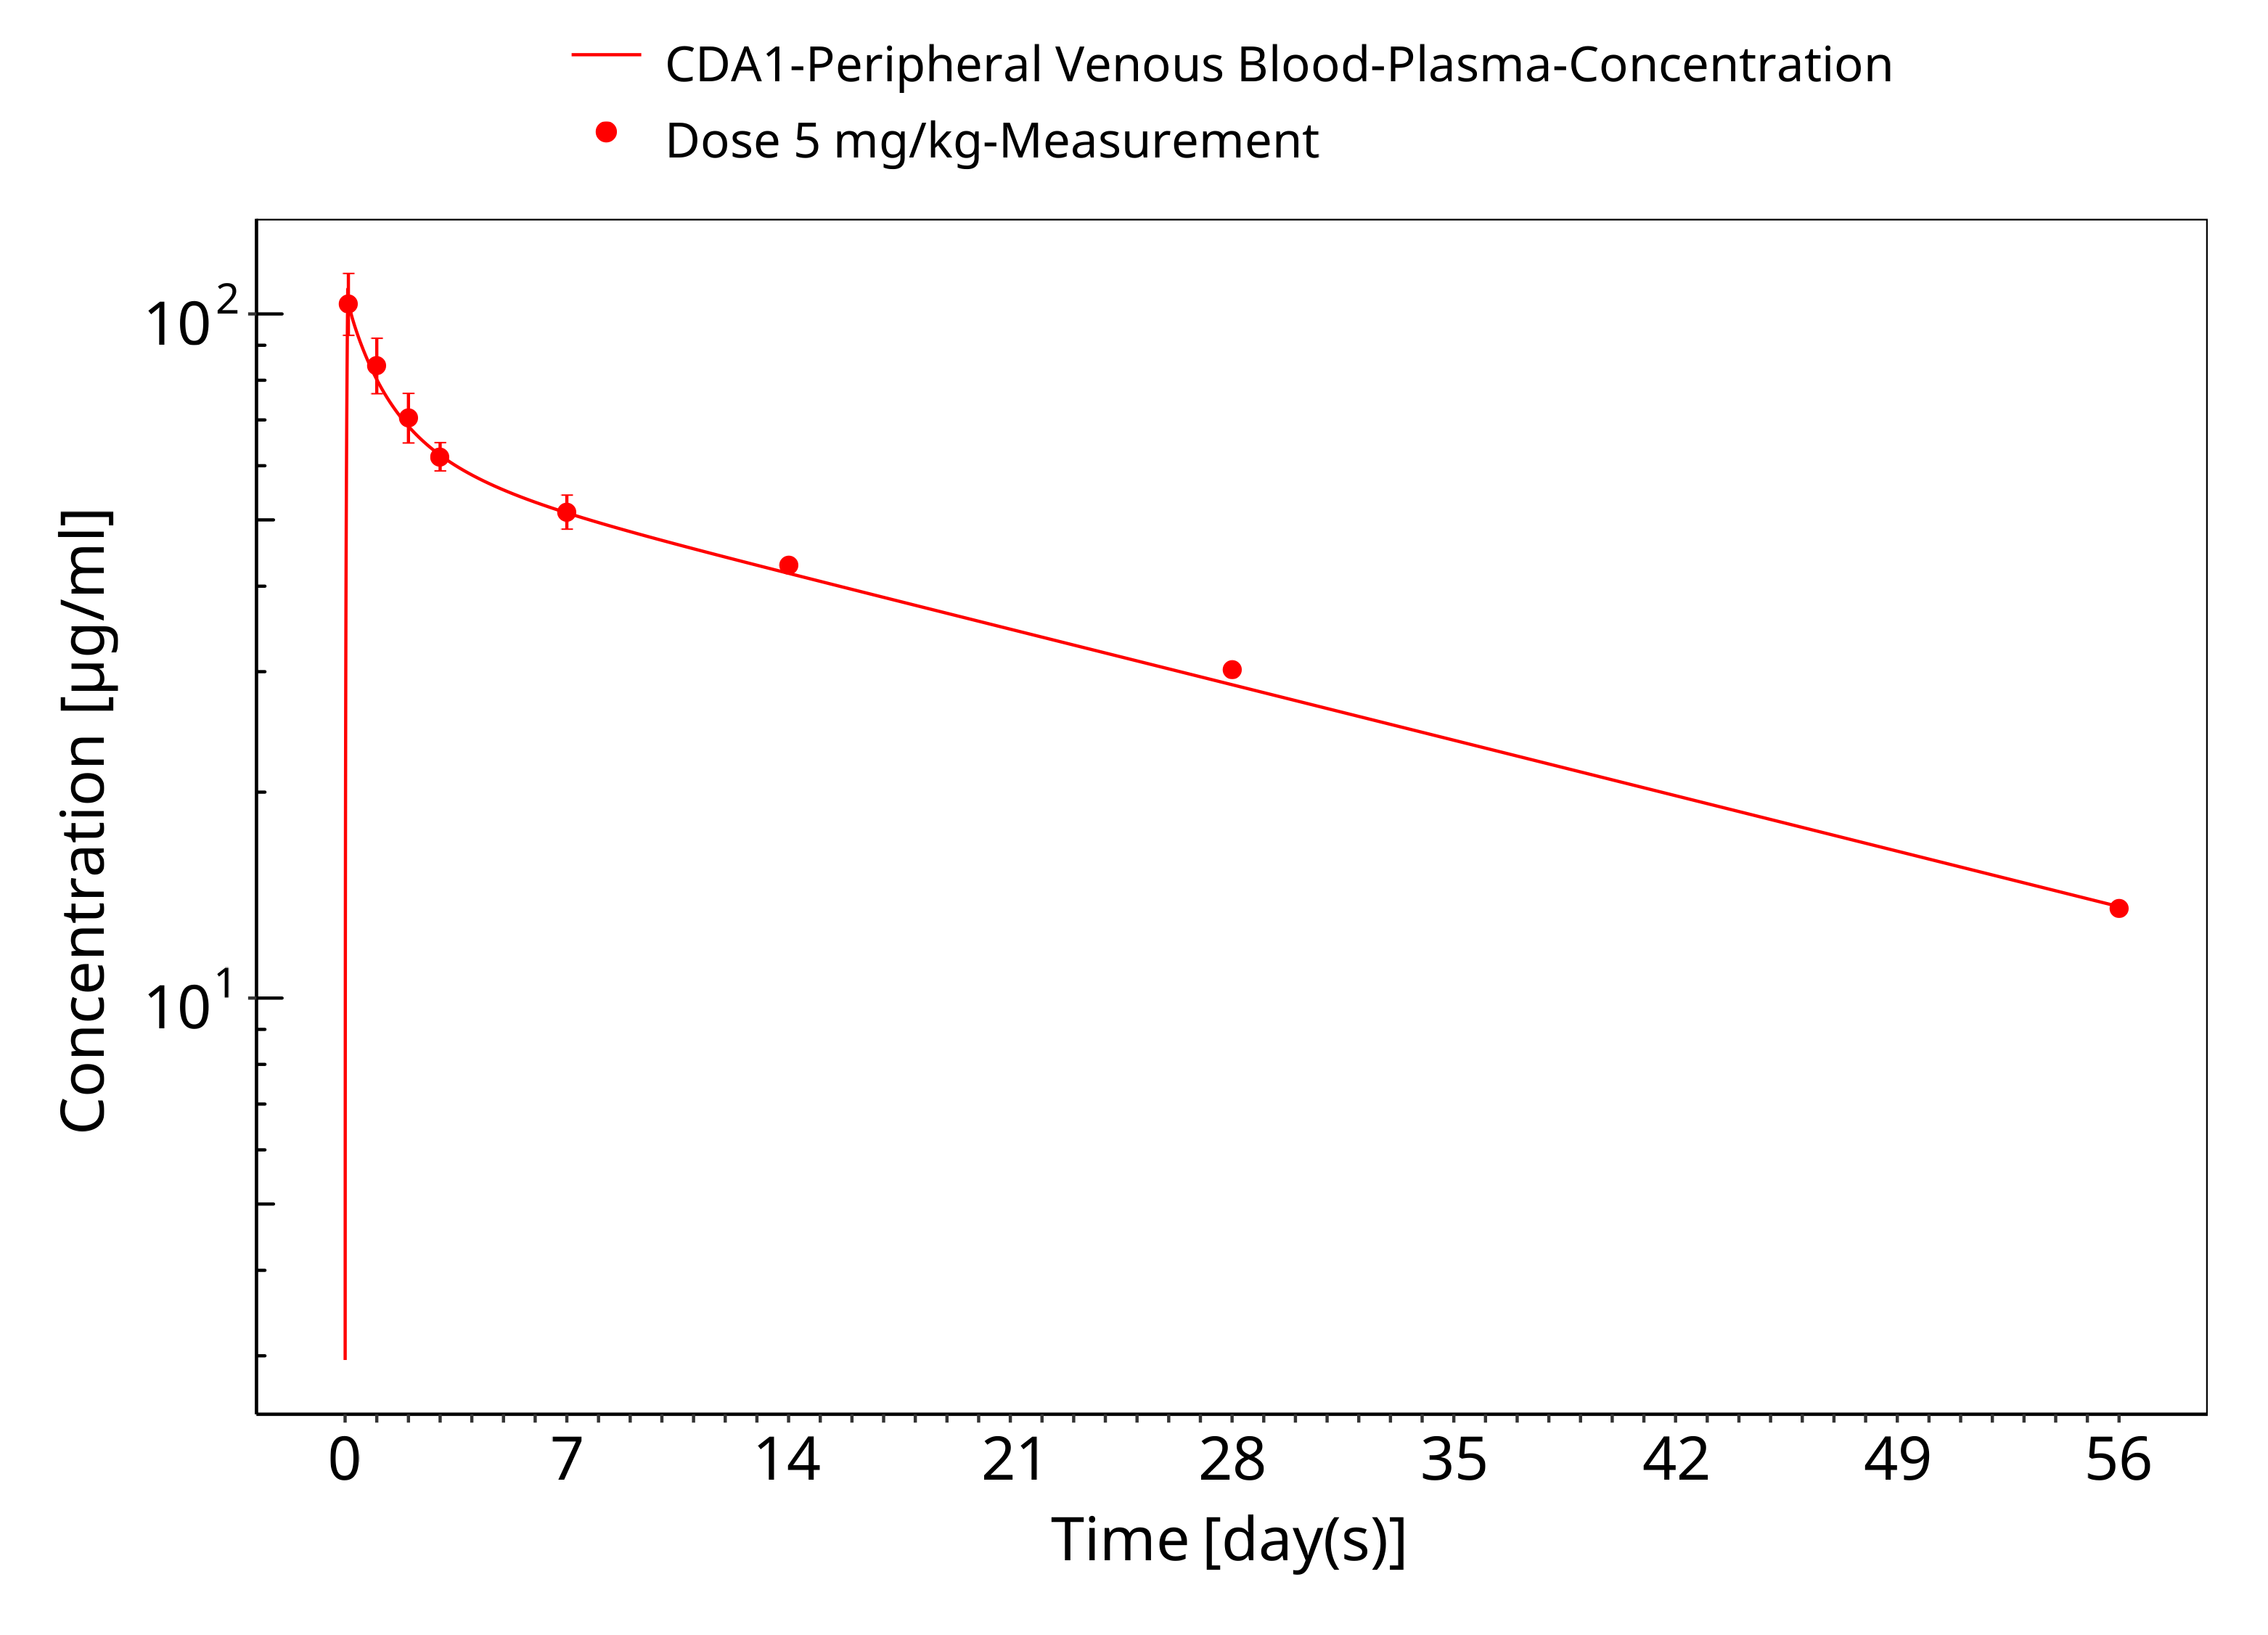 CDA1-Peripheral Venous Blood-Plasma-Concentration
Dose 5 mg/kg-Measurement
Concentration [µg/ml]
10²
10¹
0 7 14 21 28 35 42 49 56
Time [day(s)]